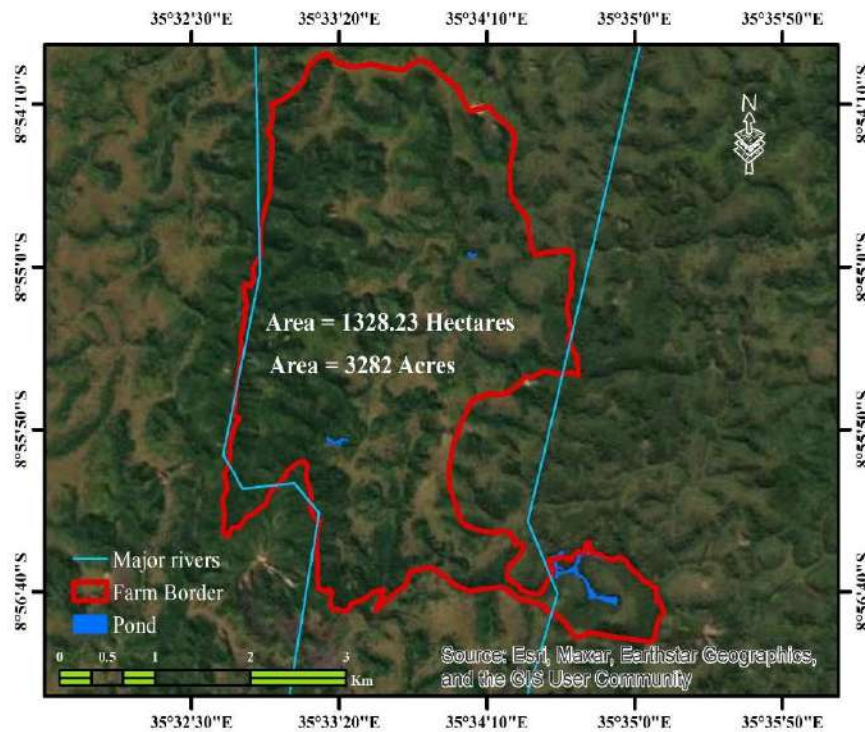 35°32'30"E 35°33'20"E 35°34'10"E 35°35'0"E 35°35'50"E
N
8°54'10"S 8°54'10"S
8°55'0"S 8°55'0"S
Area = 1328.23 Hectares
Area = 3282 Acres
8°55'50"S 8°55'50"S
Major rivers
Farm Border
8°56'40"S 8°56'40"S
Pond
Source: Esri, Maxar, Earthstar Geographics,
and the GIS User Community
0 0.5 1 2 3
Km
35°32'30"E 35°33'20"E 35°34'10"E 35°35'0"E 35°35'50"E